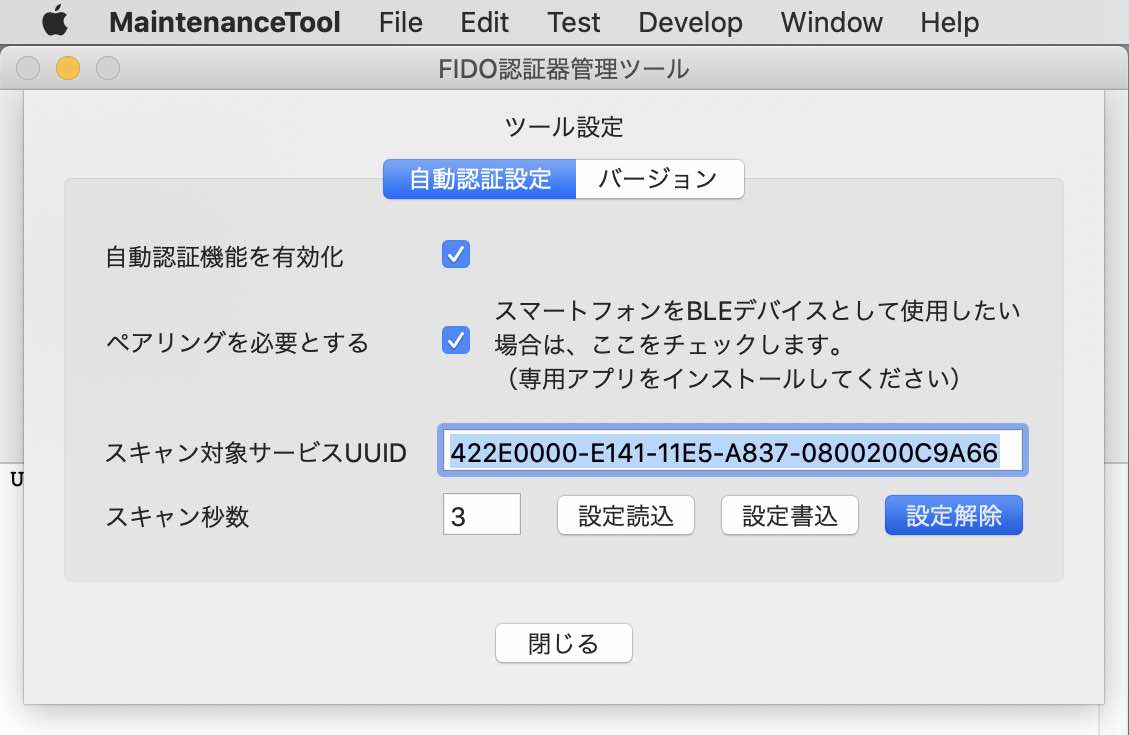 MaintenanceTool File Edit Test Develop Window Help
FIDO認証器管理ツール
ツール設定
自動認証設定 バージョン
自動認証機能を有効化
スマートフォンをBLEデバイスとして使用したい
ペアリングを必要とする 場合は、ここをチェックします。
（専用アプリをインストールしてください）
スキャン対象サービスUUID 422E0000-E141-11E5-A837-0800200C9A66
U
スキャン秒数 3 設定読込 設定書込 設定解除
閉じる